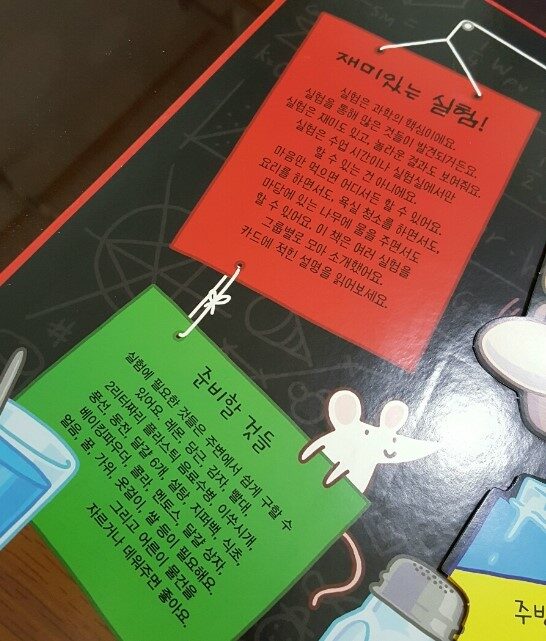 재미있는 실험!
실험은 과학의 핵심이에요.
실험을 통해 많은 것들이 발견되거든요.
실험은 재미도 있고, 놀라운 결과도 보여줘요.
실험은 수업 시간이나 실험실에서만
할 수 있는 건 아니에요.
마음만 먹으면 어디서든 할 수 있어요.
요리를 하면서도, 욕실 청소를 하면서도,
마당에 있는 나무에 물을 주면서도
할 수 있어요. 이 책은 여러 실험을
그룹별로 모아 소개했어요.
카드에 적힌 설명을 읽어보세요.
준비할 것들
실험에 필요한 것들은 주변에서 쉽게 구할 수
있어요. 레몬, 당근, 감자, 빨대,
2리터짜리 플라스틱 음료수병, 이쑤시개,
풍선, 동전, 달걀 6개, 설탕, 지퍼백, 식초,
베이킹파우더, 콜라, 멘토스, 달걀 상자,
얼음, 꿀, 가위, 옷걸이, 쌀 등이 필요해요.
그리고 어른이 물건을
자르거나 데워주면 좋아요.